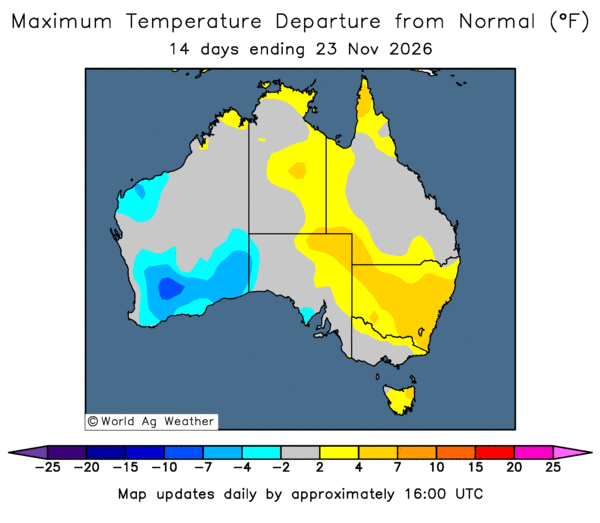 Maximum Temperature Departure from Normal (°F)
14 days ending 23 Nov 2026
©World Ag Weather
-25 -20 -15 -10 -7 -4 -2 2 4 7 10 15 20 25
Map updates daily by approximately 16:00 UTC